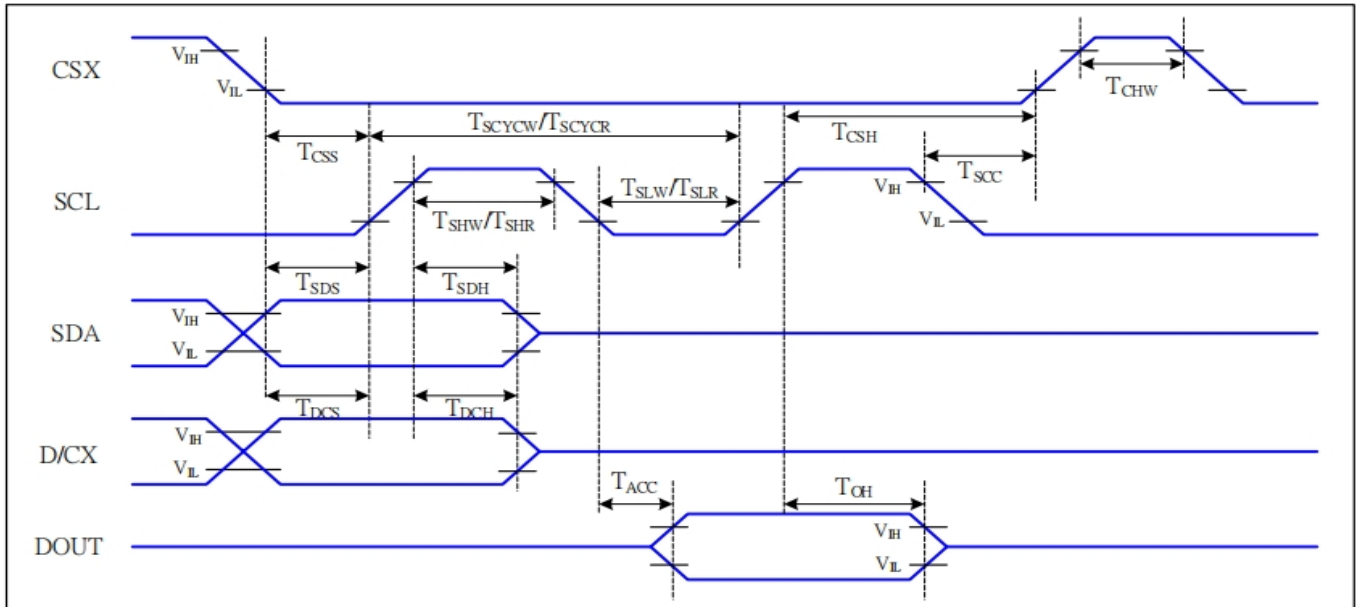 CSX
VIH
VIL
TCSS
TSCYCW/TSCYCR
TCSH
TCHW
SCL
TSHW/TSHR
TSLW/TSLR
VIH
VIL
TSCC
TSDS
TSDH
SDA
VIH
VIL
TDCS
TDCH
D/CX
VIH
VIL
TACC
TOH
DOUT
VIH
VIL